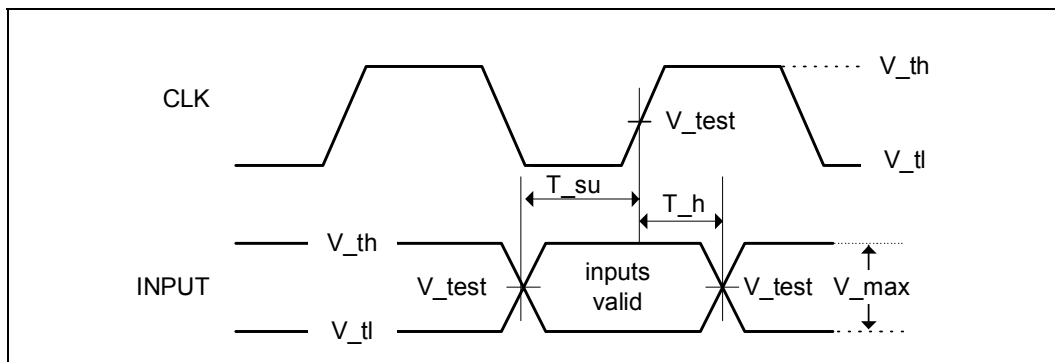 V_th
CLK
V_test
V_tl
T_su
T_h
V_th
inputs
valid
INPUT
V_test
V_test
V_max
V_tl